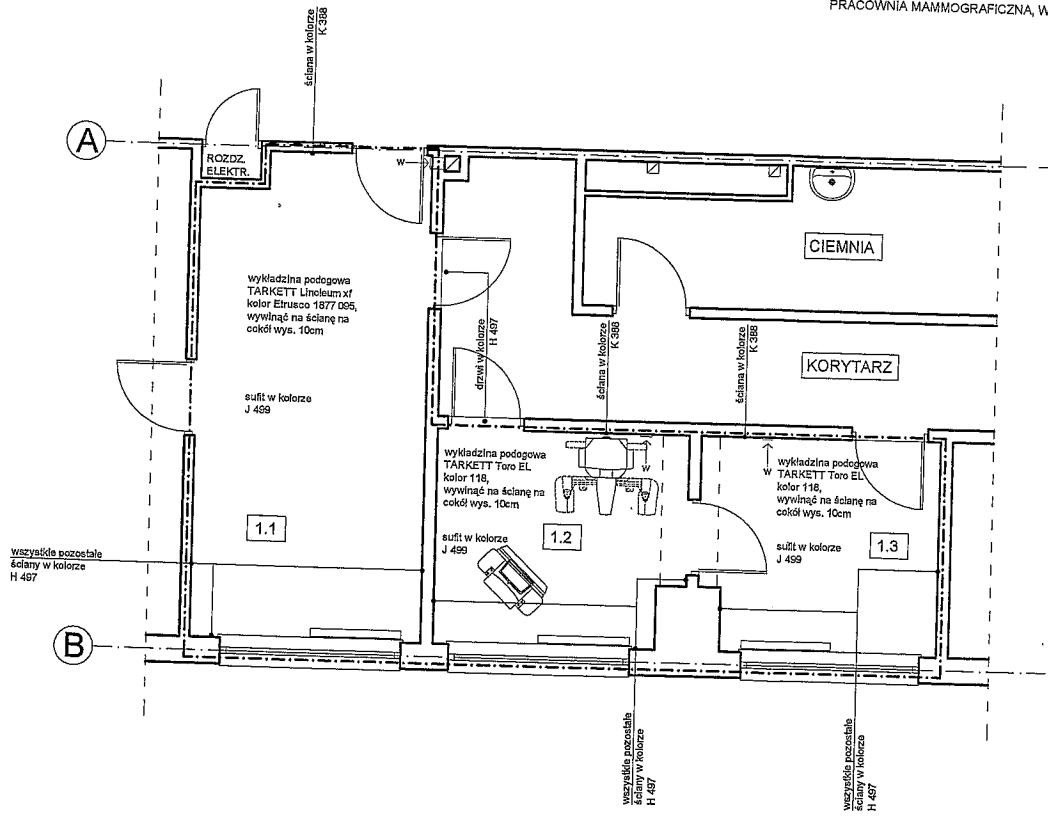 PRACOWNIA MAMMOGRAFICZNA, W
ściana w kolorze
K 388
A
ROZDZ.
ELEKTR.
W
CIEMNIA
wykładzina podogowa
TARKETT Linoleum xf
kolor Etrusco 1877 095,
wywinąć na ścianę na
cokół wys. 10cm
drzwi w kolorze
H 497
ściana w kolorze
K 388
ściana w kolorze
K 388
KORYTARZ
sufit w kolorze
J 499
wykładzina podogowa
TARKETT Toro EL
kolor 118,
wywinąć na ścianę na
cokół wys. 10cm
W
W
wykładzina podogowa
TARKETT Toro EL
kolor 118,
wywinąć na ścianę na
cokół wys. 10cm
1.1
sufit w kolorze
J 499
1.2
sufit w kolorze
J 499
1.3
wszystkie pozostałe
ściany w kolorze
H 497
B
wszystkie pozostałe
ściany w kolorze
H 497
wszystkie pozostałe
ściany w kolorze
H 497